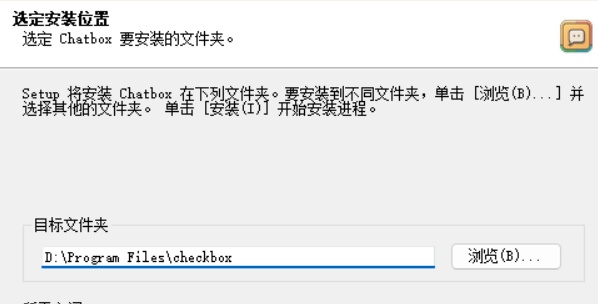 选定安装位置
选定 Chatbox 要安装的文件夹。
Setup 将安装 Chatbox 在下列文件夹。要安装到不同文件夹，单击 [浏览(B)...] 并
选择其他的文件夹。 单击 [安装(I)] 开始安装进程。
目标文件夹
D:\Program Files\checkbox
浏览(B)...